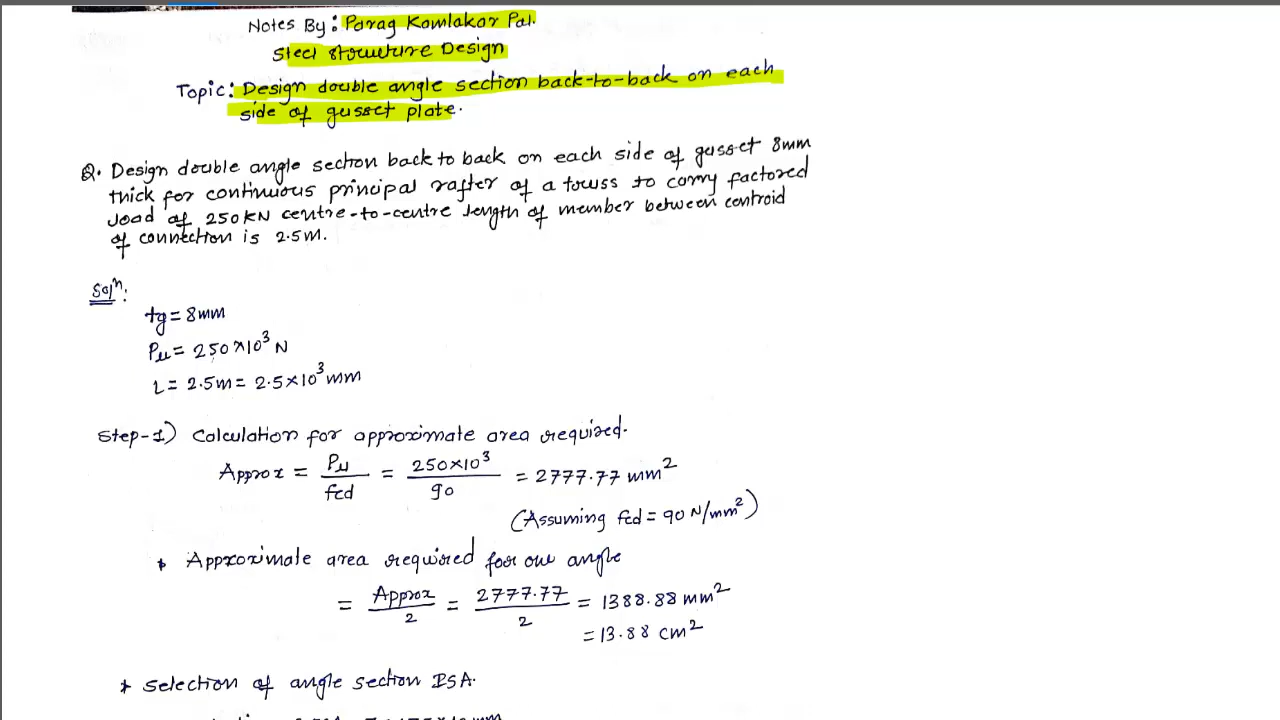 Notes By: Parag Komlakar Pal.
Steel Structure Design
Topic: Design double angle section back-to-back on each
side of gusset plate.
Q. Design double angle section back to back on each side of gusset 8mm
thick for continuous principal rafter of a truss to carry factored
load of 250 KN centre-to-centre length of member between centroid
of connection is 2.5m.
Solⁿ:
tg = 8mm
Pu = 250×10³ N
L = 2.5m = 2.5×10³ mm
Step-1) Calculation for approximate area required.
Approx = Pu/fcd = 250×10³/90 = 2777.77 mm²
(Assuming fcd = 90 N/mm²)
* Approximate area required for one angle
= Approx/2 = 2777.77/2 = 1388.88 mm²
= 13.88 cm²
* Selection of angle section ISA.